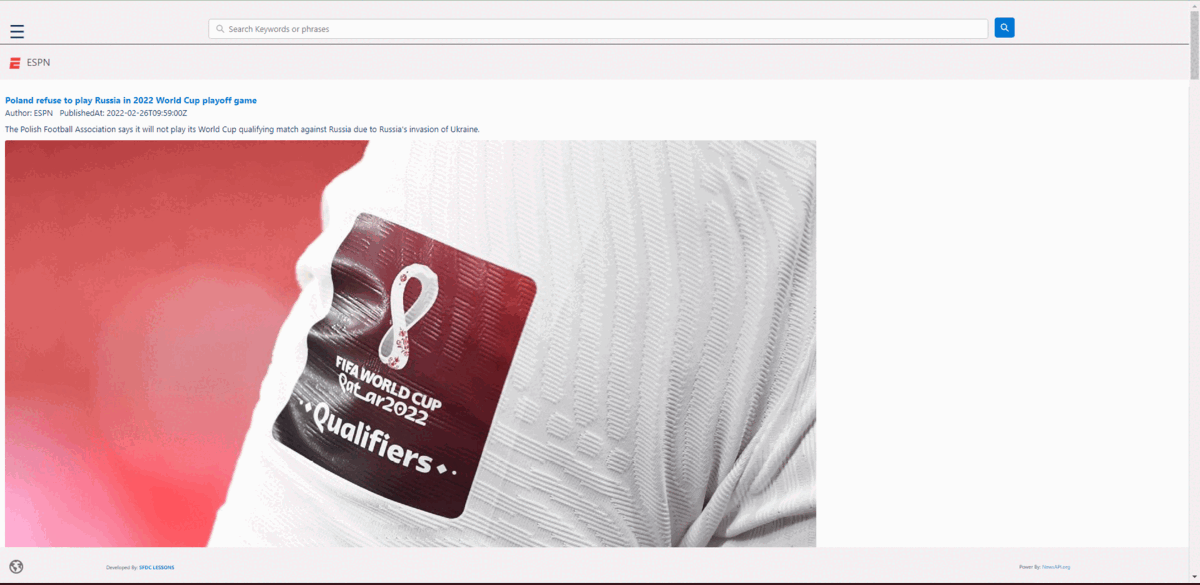 Search Keywords or phrases
ESPN
Poland refuse to play Russia in 2022 World Cup playoff game
Author: ESPN PublishedAt: 2022-02-26T09:59:00Z
The Polish Football Association says it will not play its World Cup qualifying match against Russia due to Russia's invasion of Ukraine.
FIFA WORLD CUP
Qatar2022
Qualifiers
Developed By: SFDC LESSONS
Power By: NewsAPI.org